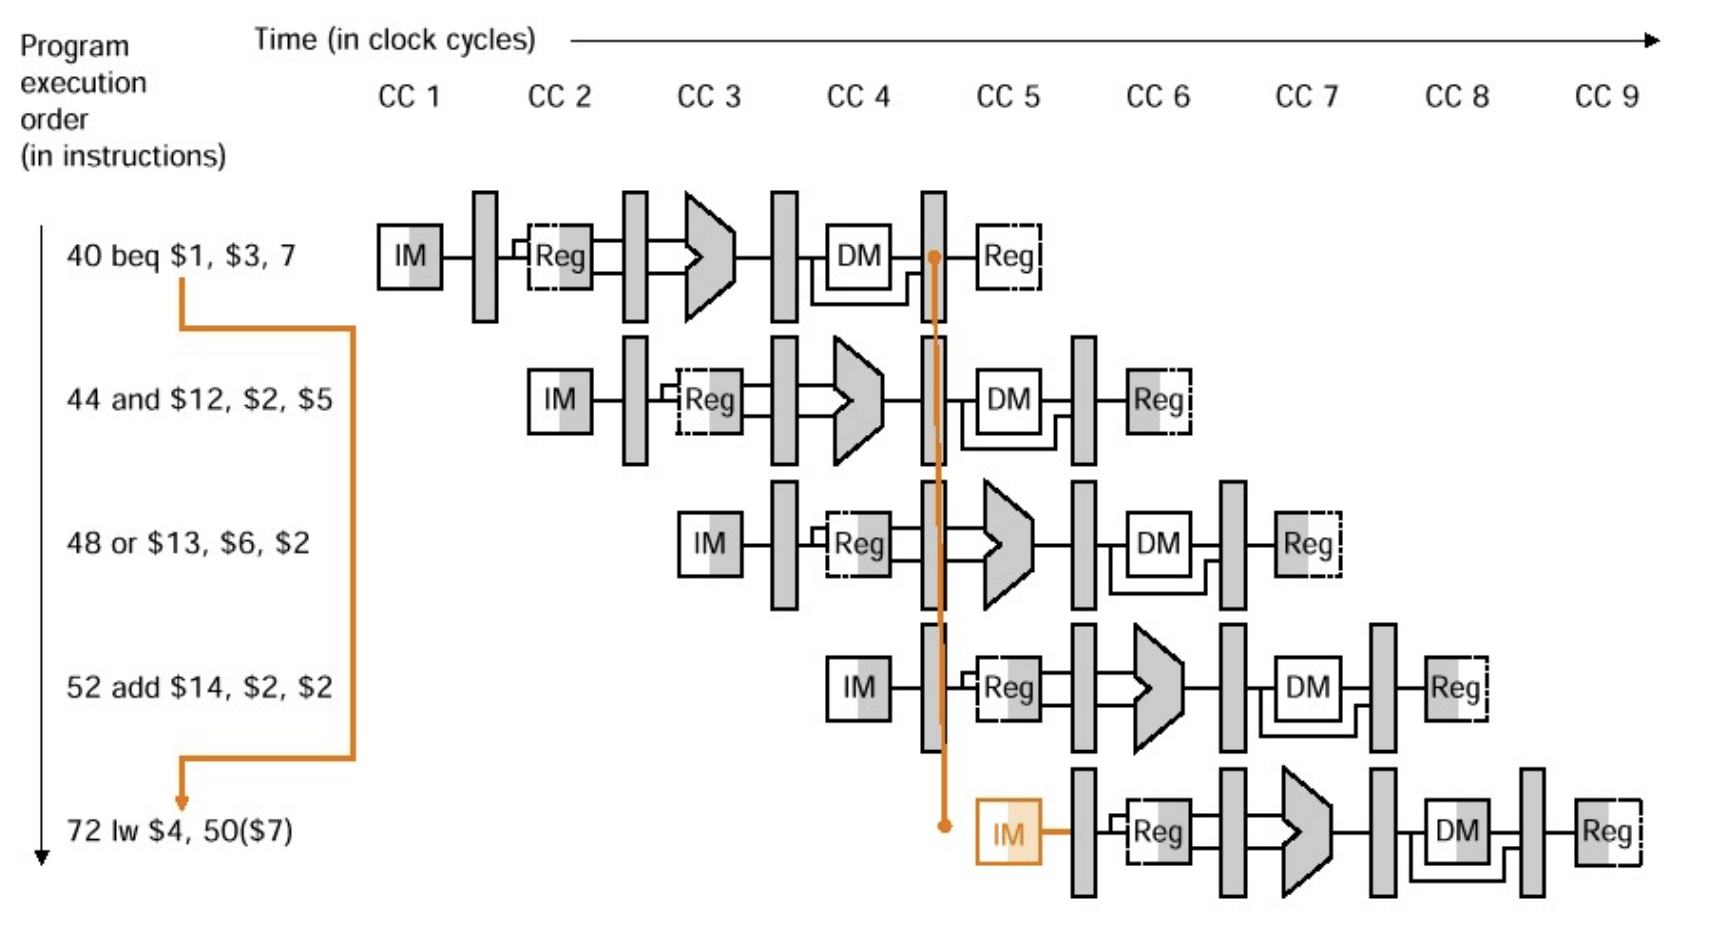 Program
execution
order
(in instructions)
Time (in clock cycles)
CC 1 CC 2 CC 3 CC 4 CC 5 CC 6 CC 7 CC 8 CC 9
40 beq $1, $3, 7
IM Reg DM Reg
44 and $12, $2, $5
IM Reg DM Reg
48 or $13, $6, $2
IM Reg DM Reg
52 add $14, $2, $2
IM Reg DM Reg
72 lw $4, 50($7)
IM Reg DM Reg